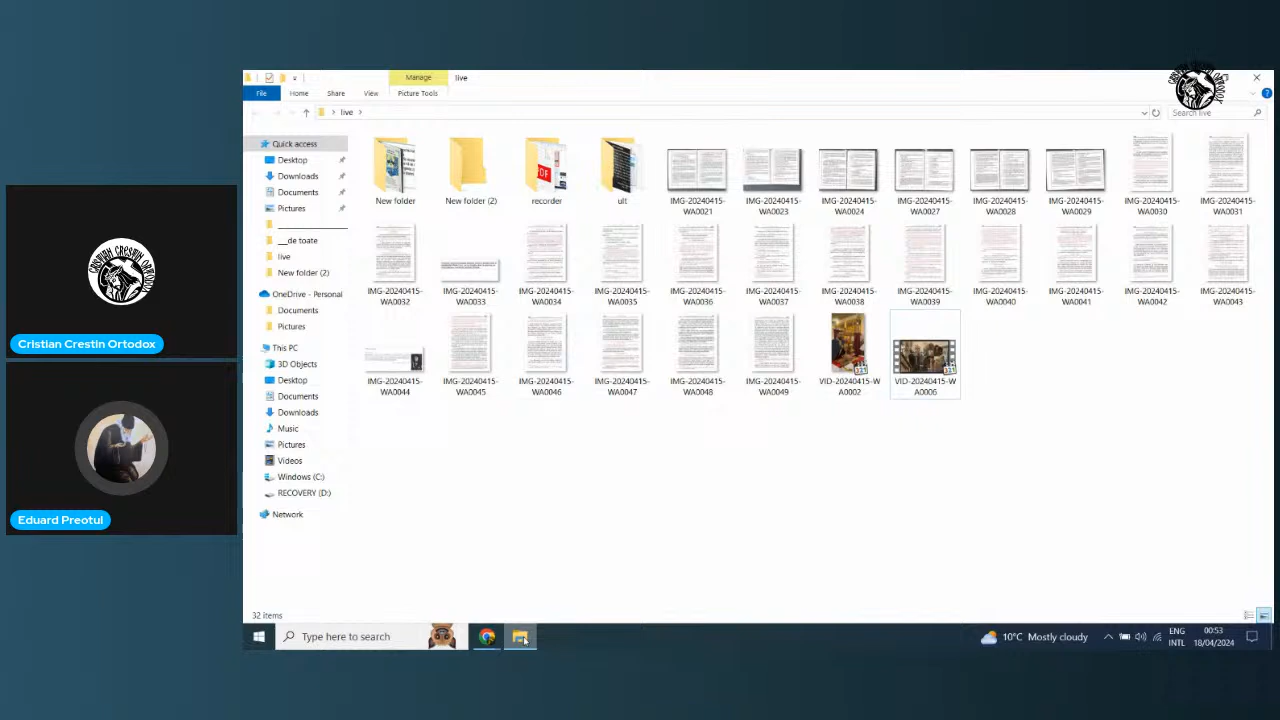 Manage
live
File
Home
Share
View
Picture Tools
live
Search live
Quick access
Desktop
Downloads
Documents
Pictures
__de toate
live
New folder (2)
OneDrive - Personal
Documents
Pictures
This PC
3D Objects
Desktop
Documents
Downloads
Music
Pictures
Videos
Windows (C:)
RECOVERY (D:)
Network
New folder
New folder (2)
recorder
ult
IMG-20240415-
WA0021
IMG-20240415-
WA0023
IMG-20240415-
WA0024
IMG-20240415-
WA0027
IMG-20240415-
WA0028
IMG-20240415-
WA0029
IMG-20240415-
WA0030
IMG-20240415-
WA0031
IMG-20240415-
WA0032
IMG-20240415-
WA0033
IMG-20240415-
WA0034
IMG-20240415-
WA0035
IMG-20240415-
WA0036
IMG-20240415-
WA0037
IMG-20240415-
WA0038
IMG-20240415-
WA0039
IMG-20240415-
WA0040
IMG-20240415-
WA0041
IMG-20240415-
WA0042
IMG-20240415-
WA0043
IMG-20240415-
WA0044
IMG-20240415-
WA0045
IMG-20240415-
WA0046
IMG-20240415-
WA0047
IMG-20240415-
WA0048
IMG-20240415-
WA0049
VID-20240415-W
A0002
VID-20240415-W
A0006
PDF
32 items
Type here to search
10°C Mostly cloudy
ENG
INTL
00:53
18/04/2024
CRISTIAN CRESTIN ORTODOX
Cristian Crestin Ortodox
Eduard Preotul